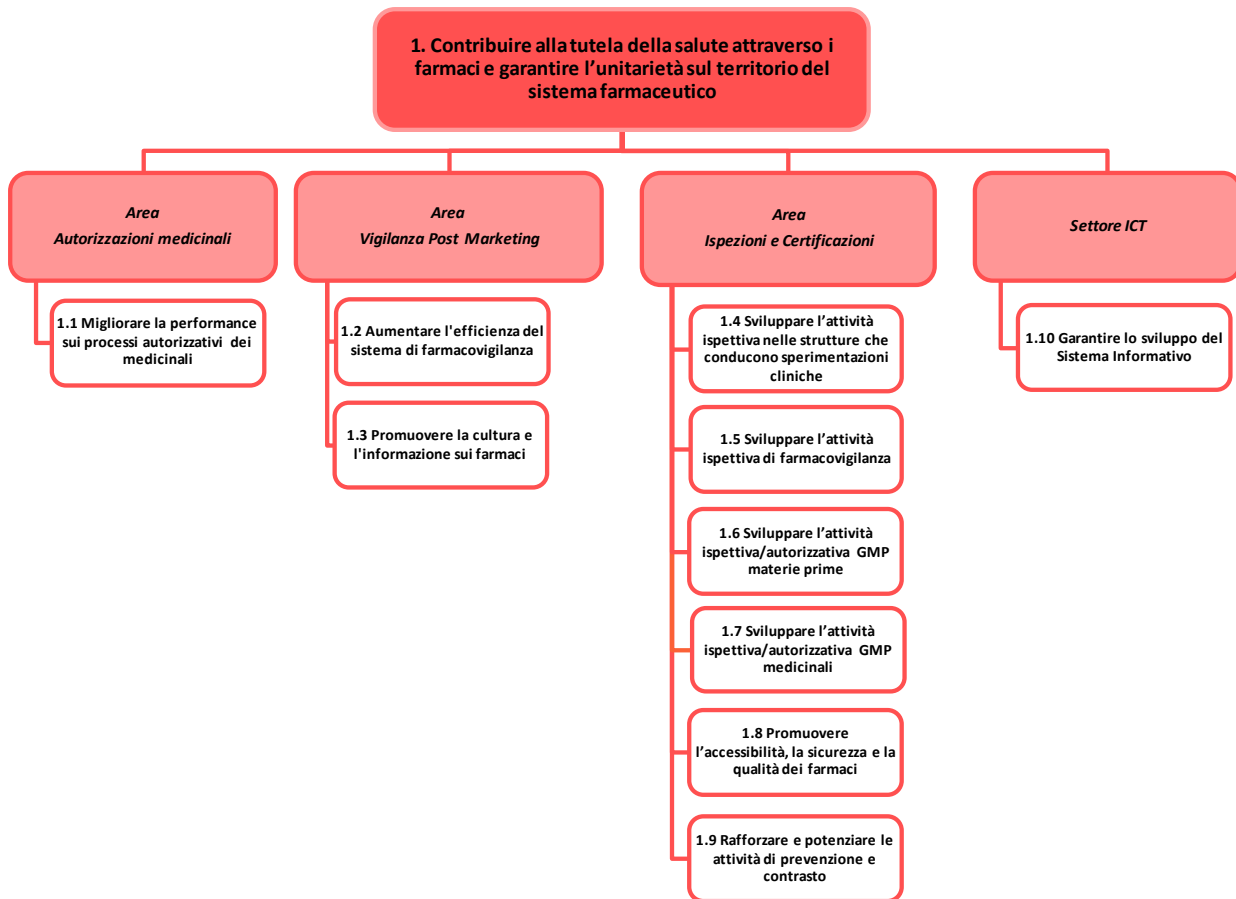 1. Contribuire alla tutela della salute attraverso i
farmaci e garantire l’unitarietà sul territorio del
sistema farmaceutico
Area
Autorizzazioni medicinali
Area
Vigilanza Post Marketing
Area
Ispezioni e Certificazioni
Settore ICT
1.1 Migliorare la performance
sui processi autorizzativi dei
medicinali
1.2 Aumentare l'efficienza del
sistema di farmacovigilanza
1.3 Promuovere la cultura e
l'informazione sui farmaci
1.4 Sviluppare l’attività
ispettiva nelle strutture che
conducono sperimentazioni
cliniche
1.5 Sviluppare l’attività
ispettiva di farmacovigilanza
1.6 Sviluppare l’attività
ispettiva/autorizzativa GMP
materie prime
1.7 Sviluppare l’attività
ispettiva/autorizzativa GMP
medicinali
1.8 Promuovere
l’accessibilità, la sicurezza e la
qualità dei farmaci
1.9 Rafforzare e potenziare le
attività di prevenzione e
contrasto
1.10 Garantire lo sviluppo del
Sistema Informativo